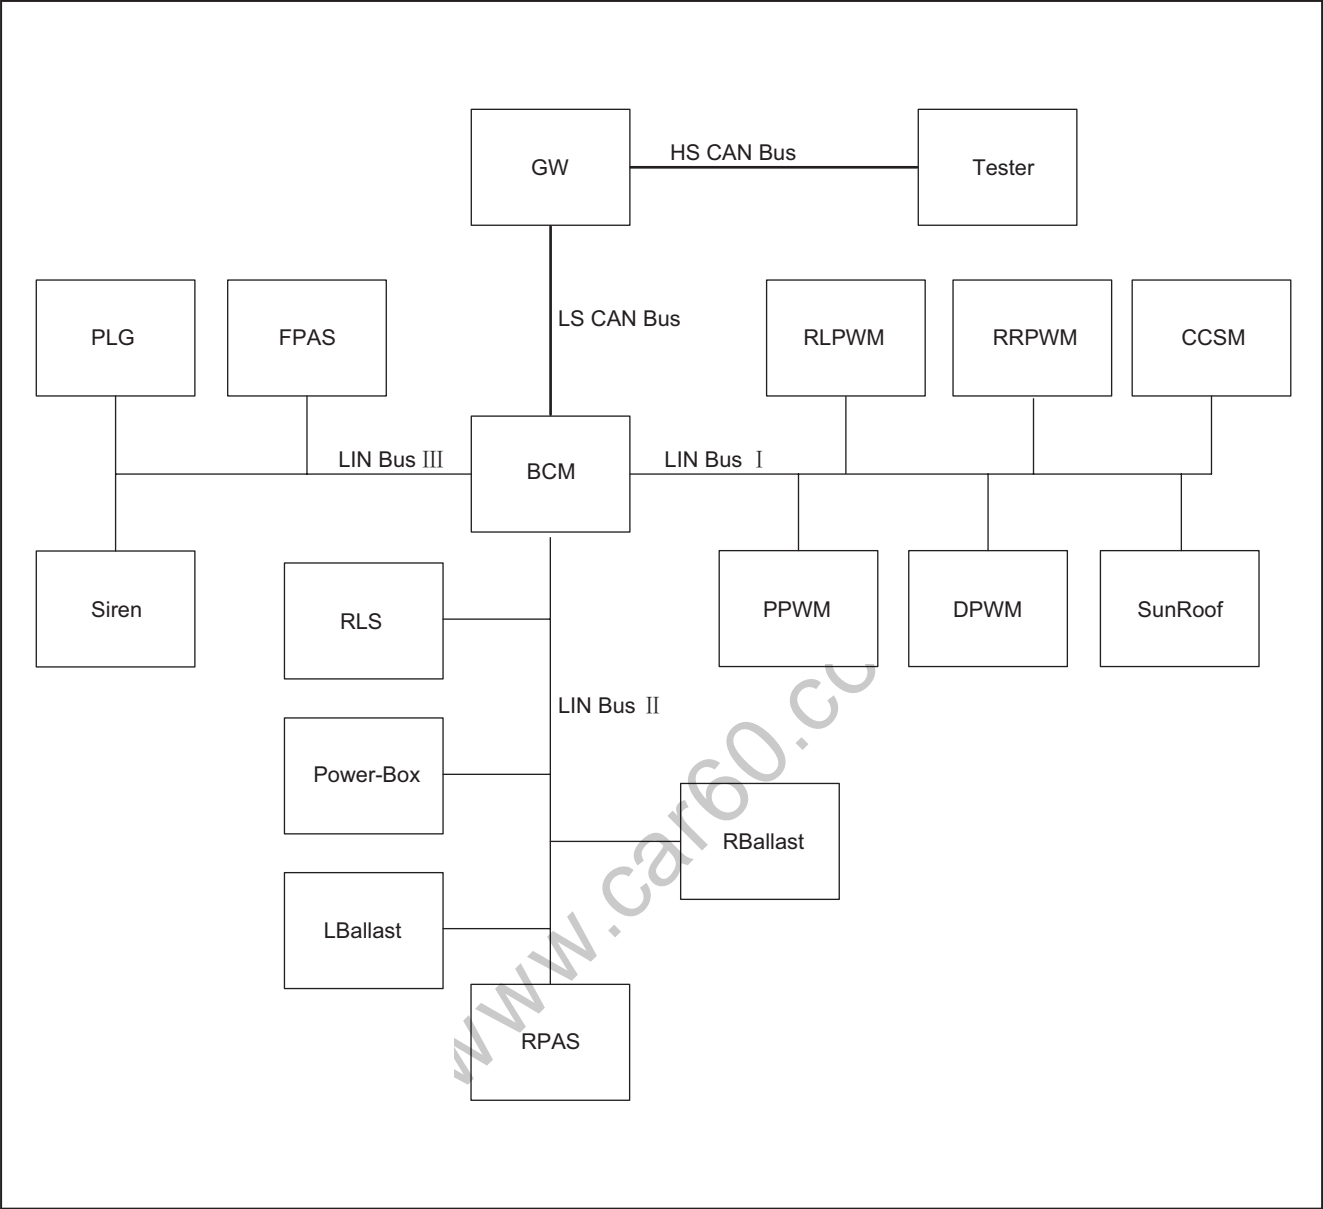 GW
HS CAN Bus
Tester
PLG
FPAS
LS CAN Bus
RLPWM
RRPWM
CCSM
LIN Bus Ⅲ
BCM
LIN Bus Ⅰ
Siren
RLS
PPWM
DPWM
SunRoof
LIN Bus Ⅱ
Power-Box
RBallast
LBallast
RPAS
www.car60.cc